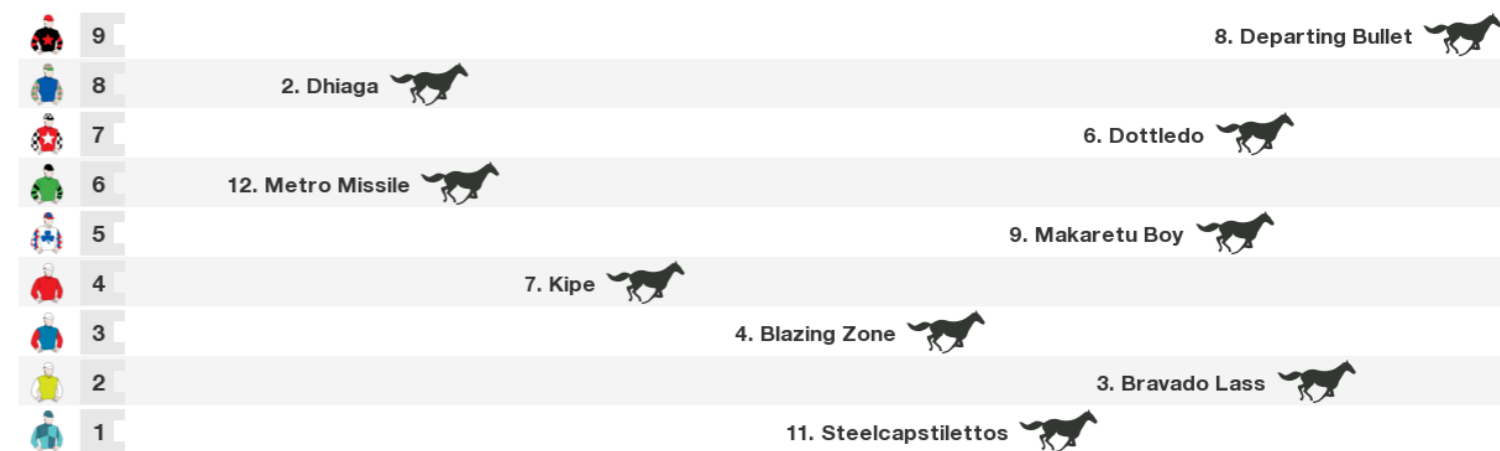 9 8. Departing Bullet
8 2. Dhiaga
7 6. Dottledo
6 12. Metro Missile
5 9. Makaretu Boy
4 7. Kipe
3 4. Blazing Zone
2 3. Bravado Lass
1 11. Steelcapstilettos